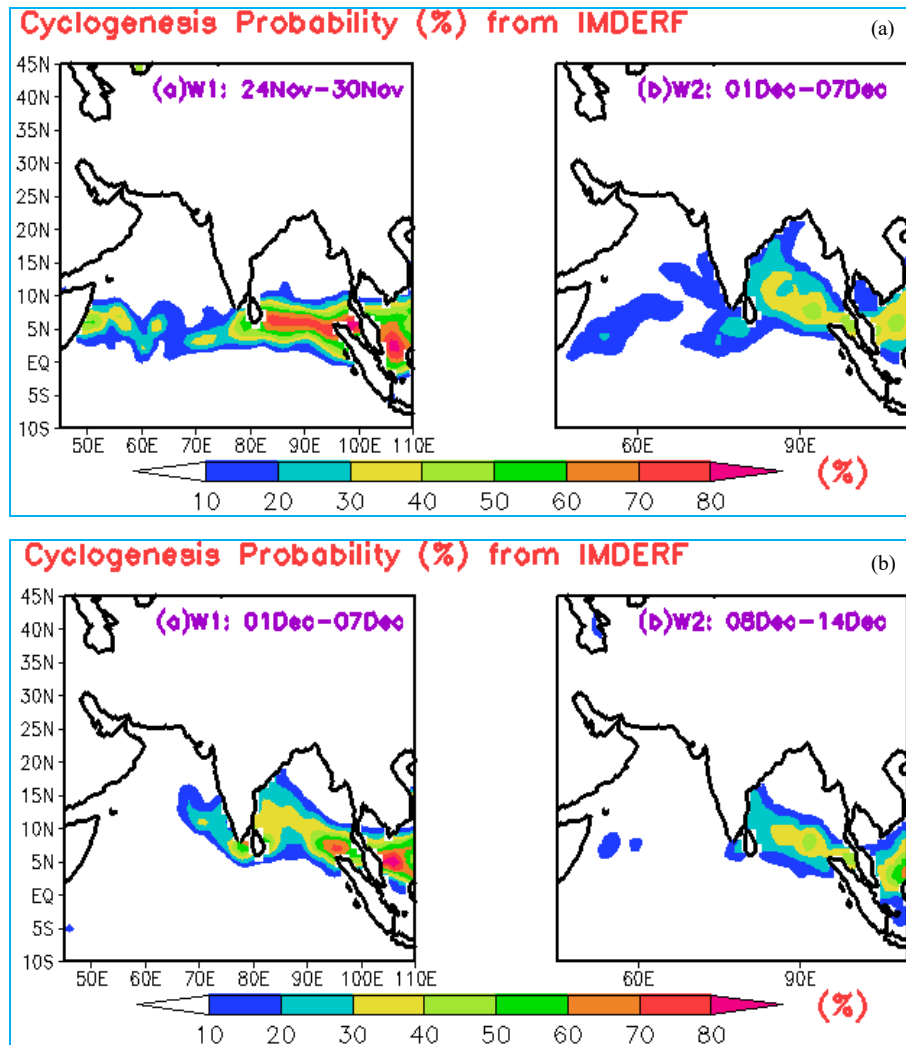 Cyclogenesis Probability (%) from IMDERF (a)
45N (a)W1: 24Nov-30Nov (b)W2: 01Dec-07Dec
40N
35N
30N
25N
20N
15N
10N
5N
EQ
5S
10S
50E 60E 70E 80E 90E 100E 110E 60E 90E
(%)
10 20 30 40 50 60 70 80
Cyclogenesis Probability (%) from IMDERF (b)
45N (a)W1: 01Dec-07Dec (b)W2: 08Dec-14Dec
40N
35N
30N
25N
20N
15N
10N
5N
EQ
5S
10S
50E 60E 70E 80E 90E 100E 110E 60E 90E
(%)
10 20 30 40 50 60 70 80